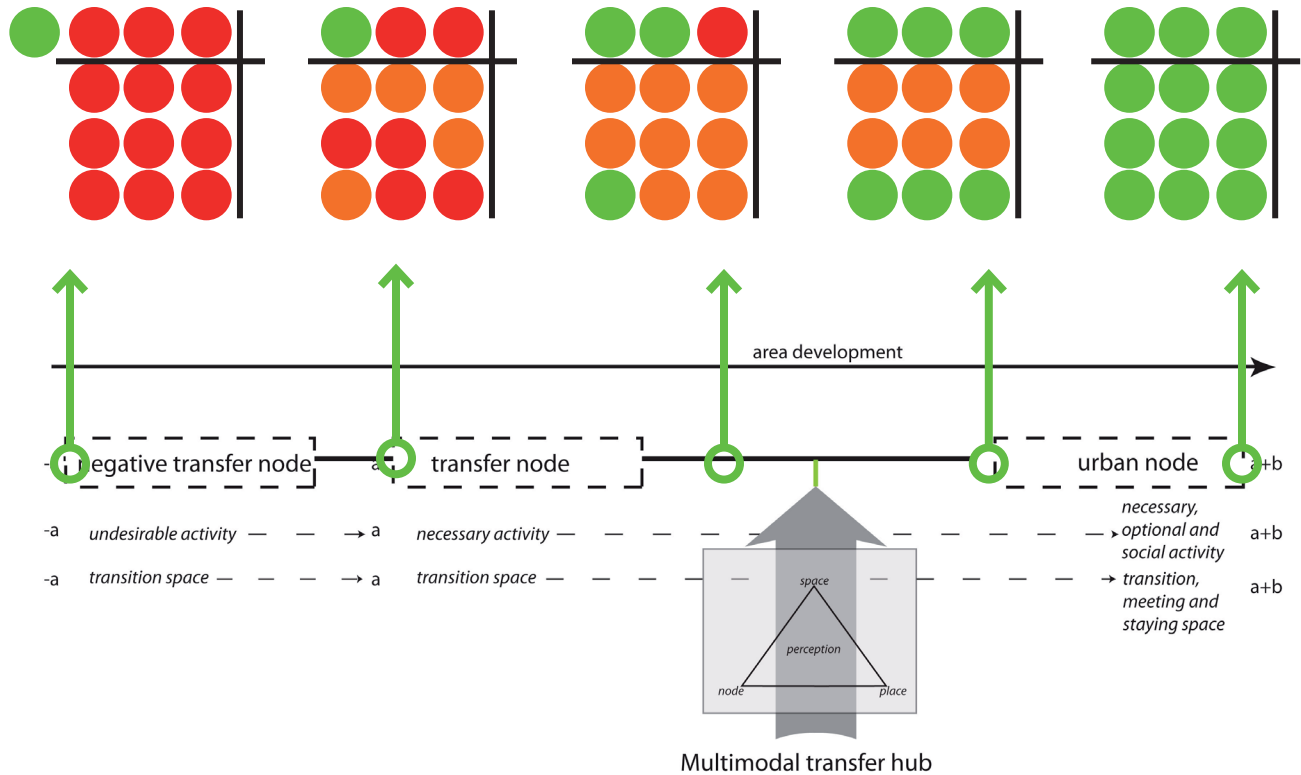 area development
-
negative transfer node
a
transfer node
urban node
a+b
-a
undesirable activity
a
necessary activity
necessary,
optional and
social activity
a+b
-a
transition space
a
transition space
transition,
meeting and
staying space
a+b
space
perception
node
place
Multimodal transfer hub